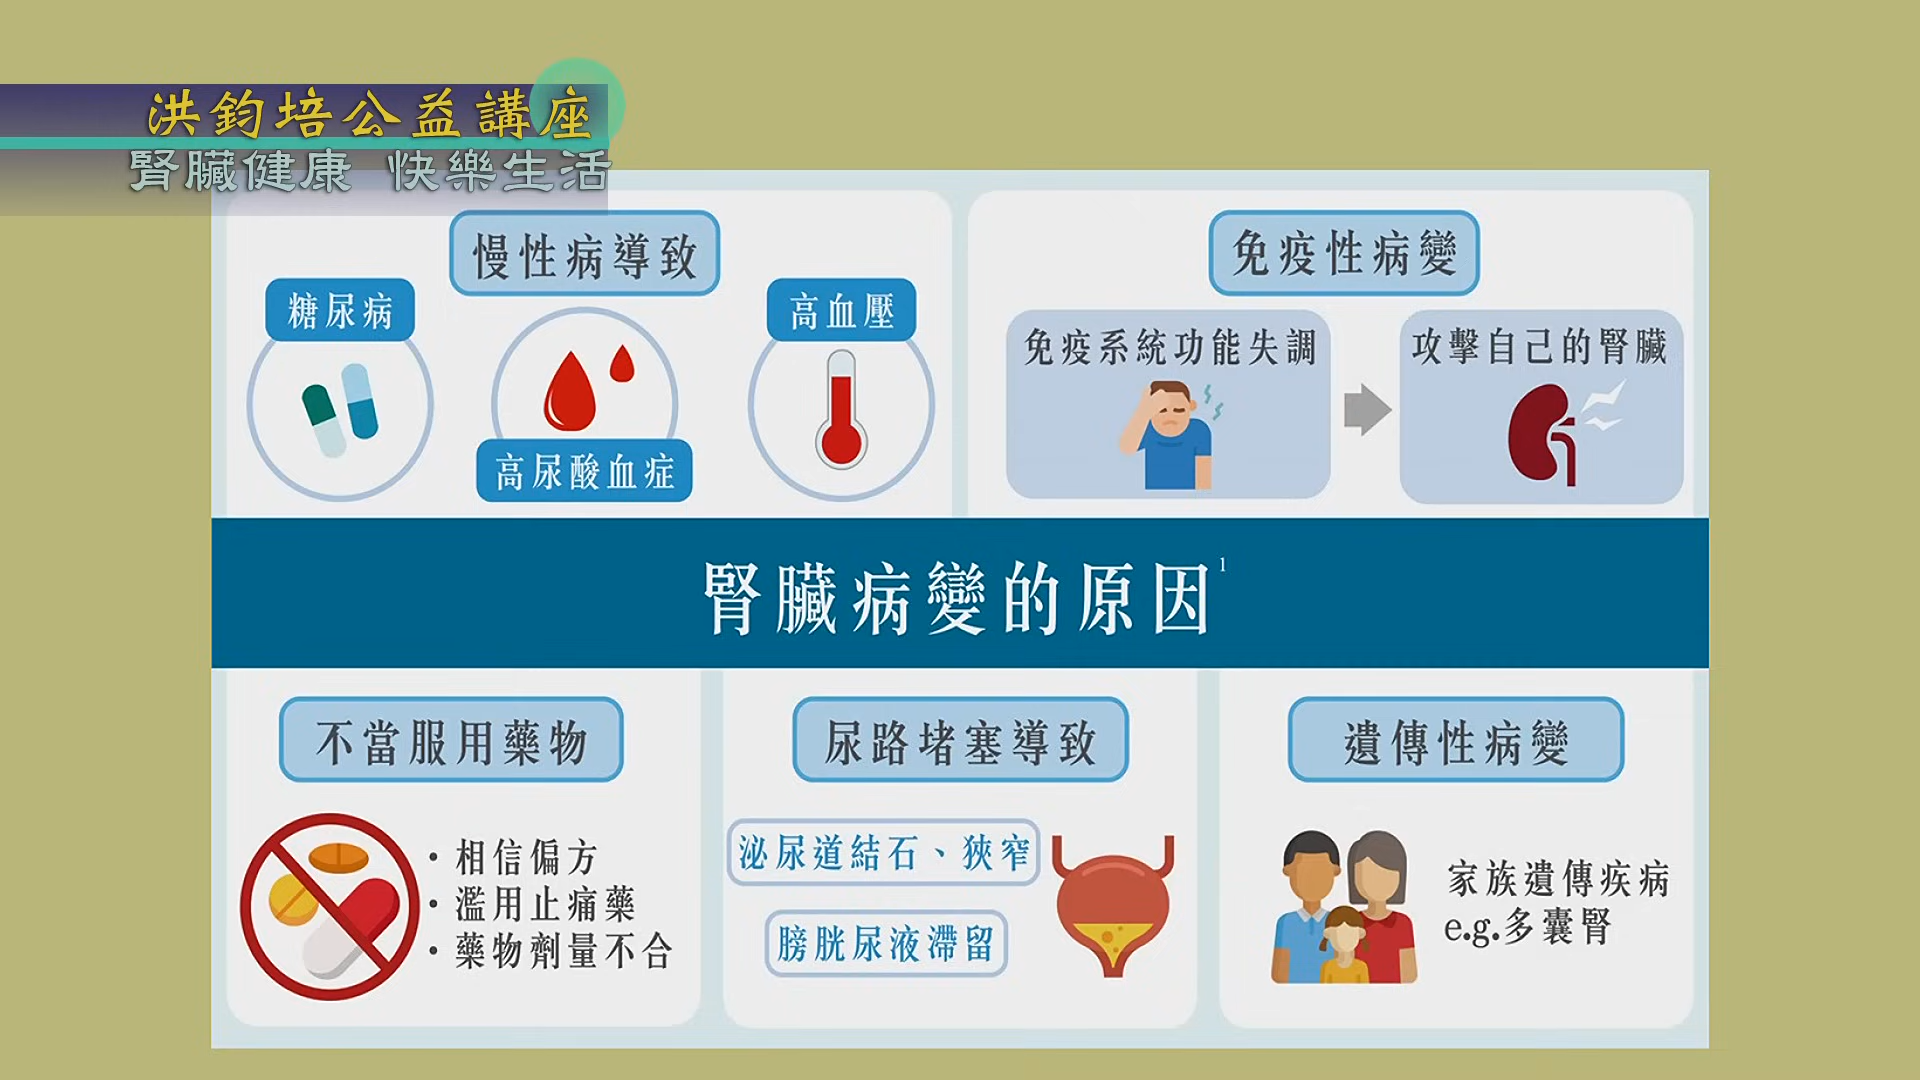 洪鈞培公益講座
腎臟健康 快樂生活
慢性病導致
糖尿病
高尿酸血症
高血壓
免疫性病變
免疫系統功能失調
攻擊自己的腎臟
腎臟病變的原因1
不當服用藥物
・相信偏方
・濫用止痛藥
・藥物劑量不合
尿路堵塞導致
泌尿道結石、狹窄
膀胱尿液滯留
遺傳性病變
家族遺傳疾病
e.g.多囊腎